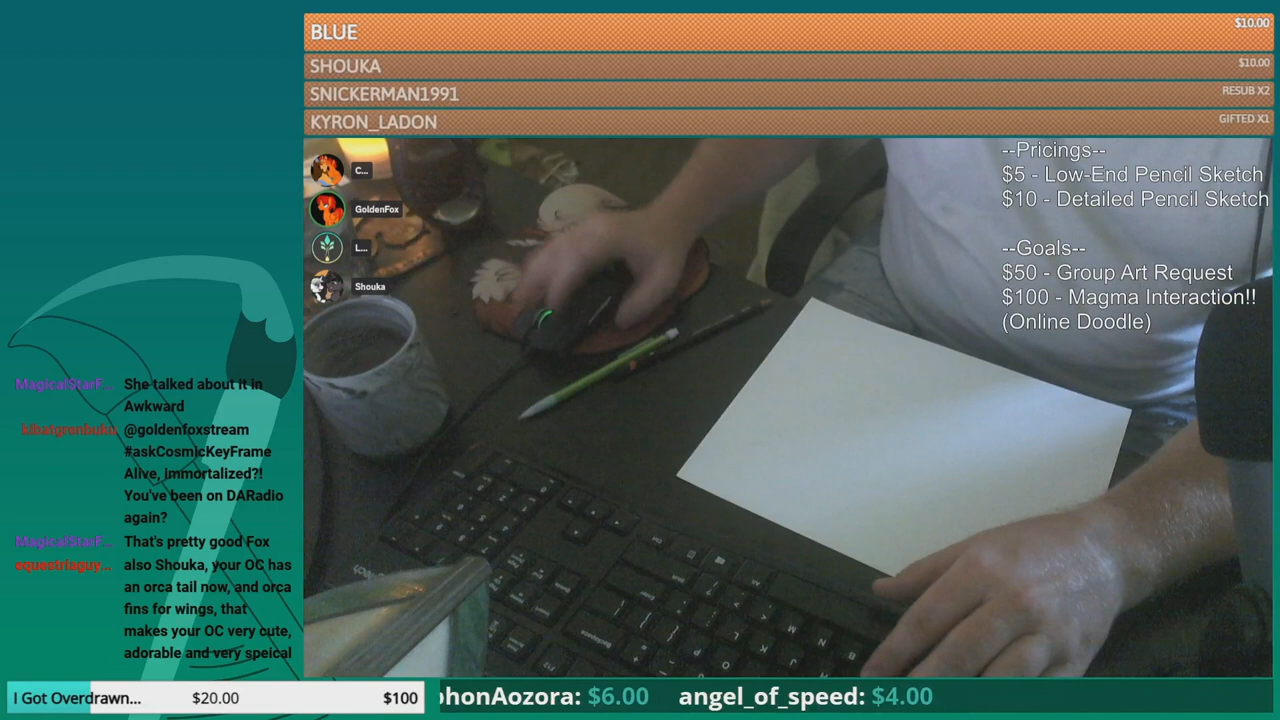 BLUE
$10.00
SHOUKA
$10.00
SNICKERMAN1991
RESUB X2
KYRON_LADON
GIFTED X1
C...
GoldenFox
L...
Shouka
--Pricings--
$5 - Low-End Pencil Sketch
$10 - Detailed Pencil Sketch
--Goals--
$50 - Group Art Request
$100 - Magma Interaction!!
(Online Doodle)
MagicalStarF... She talked about it in
Awkward
kibatgrenbuku @goldenfoxstream
#askCosmicKeyFrame
Alive, immortalized?!
You've been on DARadio
again?
MagicalStarF... That's pretty good Fox
equestriaguy... also Shouka, your OC has
an orca tail now, and orca
fins for wings, that
makes your OC very cute,
adorable and very speical
I Got Overdrawn... $20.00 $100
phonAozora: $6.00 angel_of_speed: $4.00